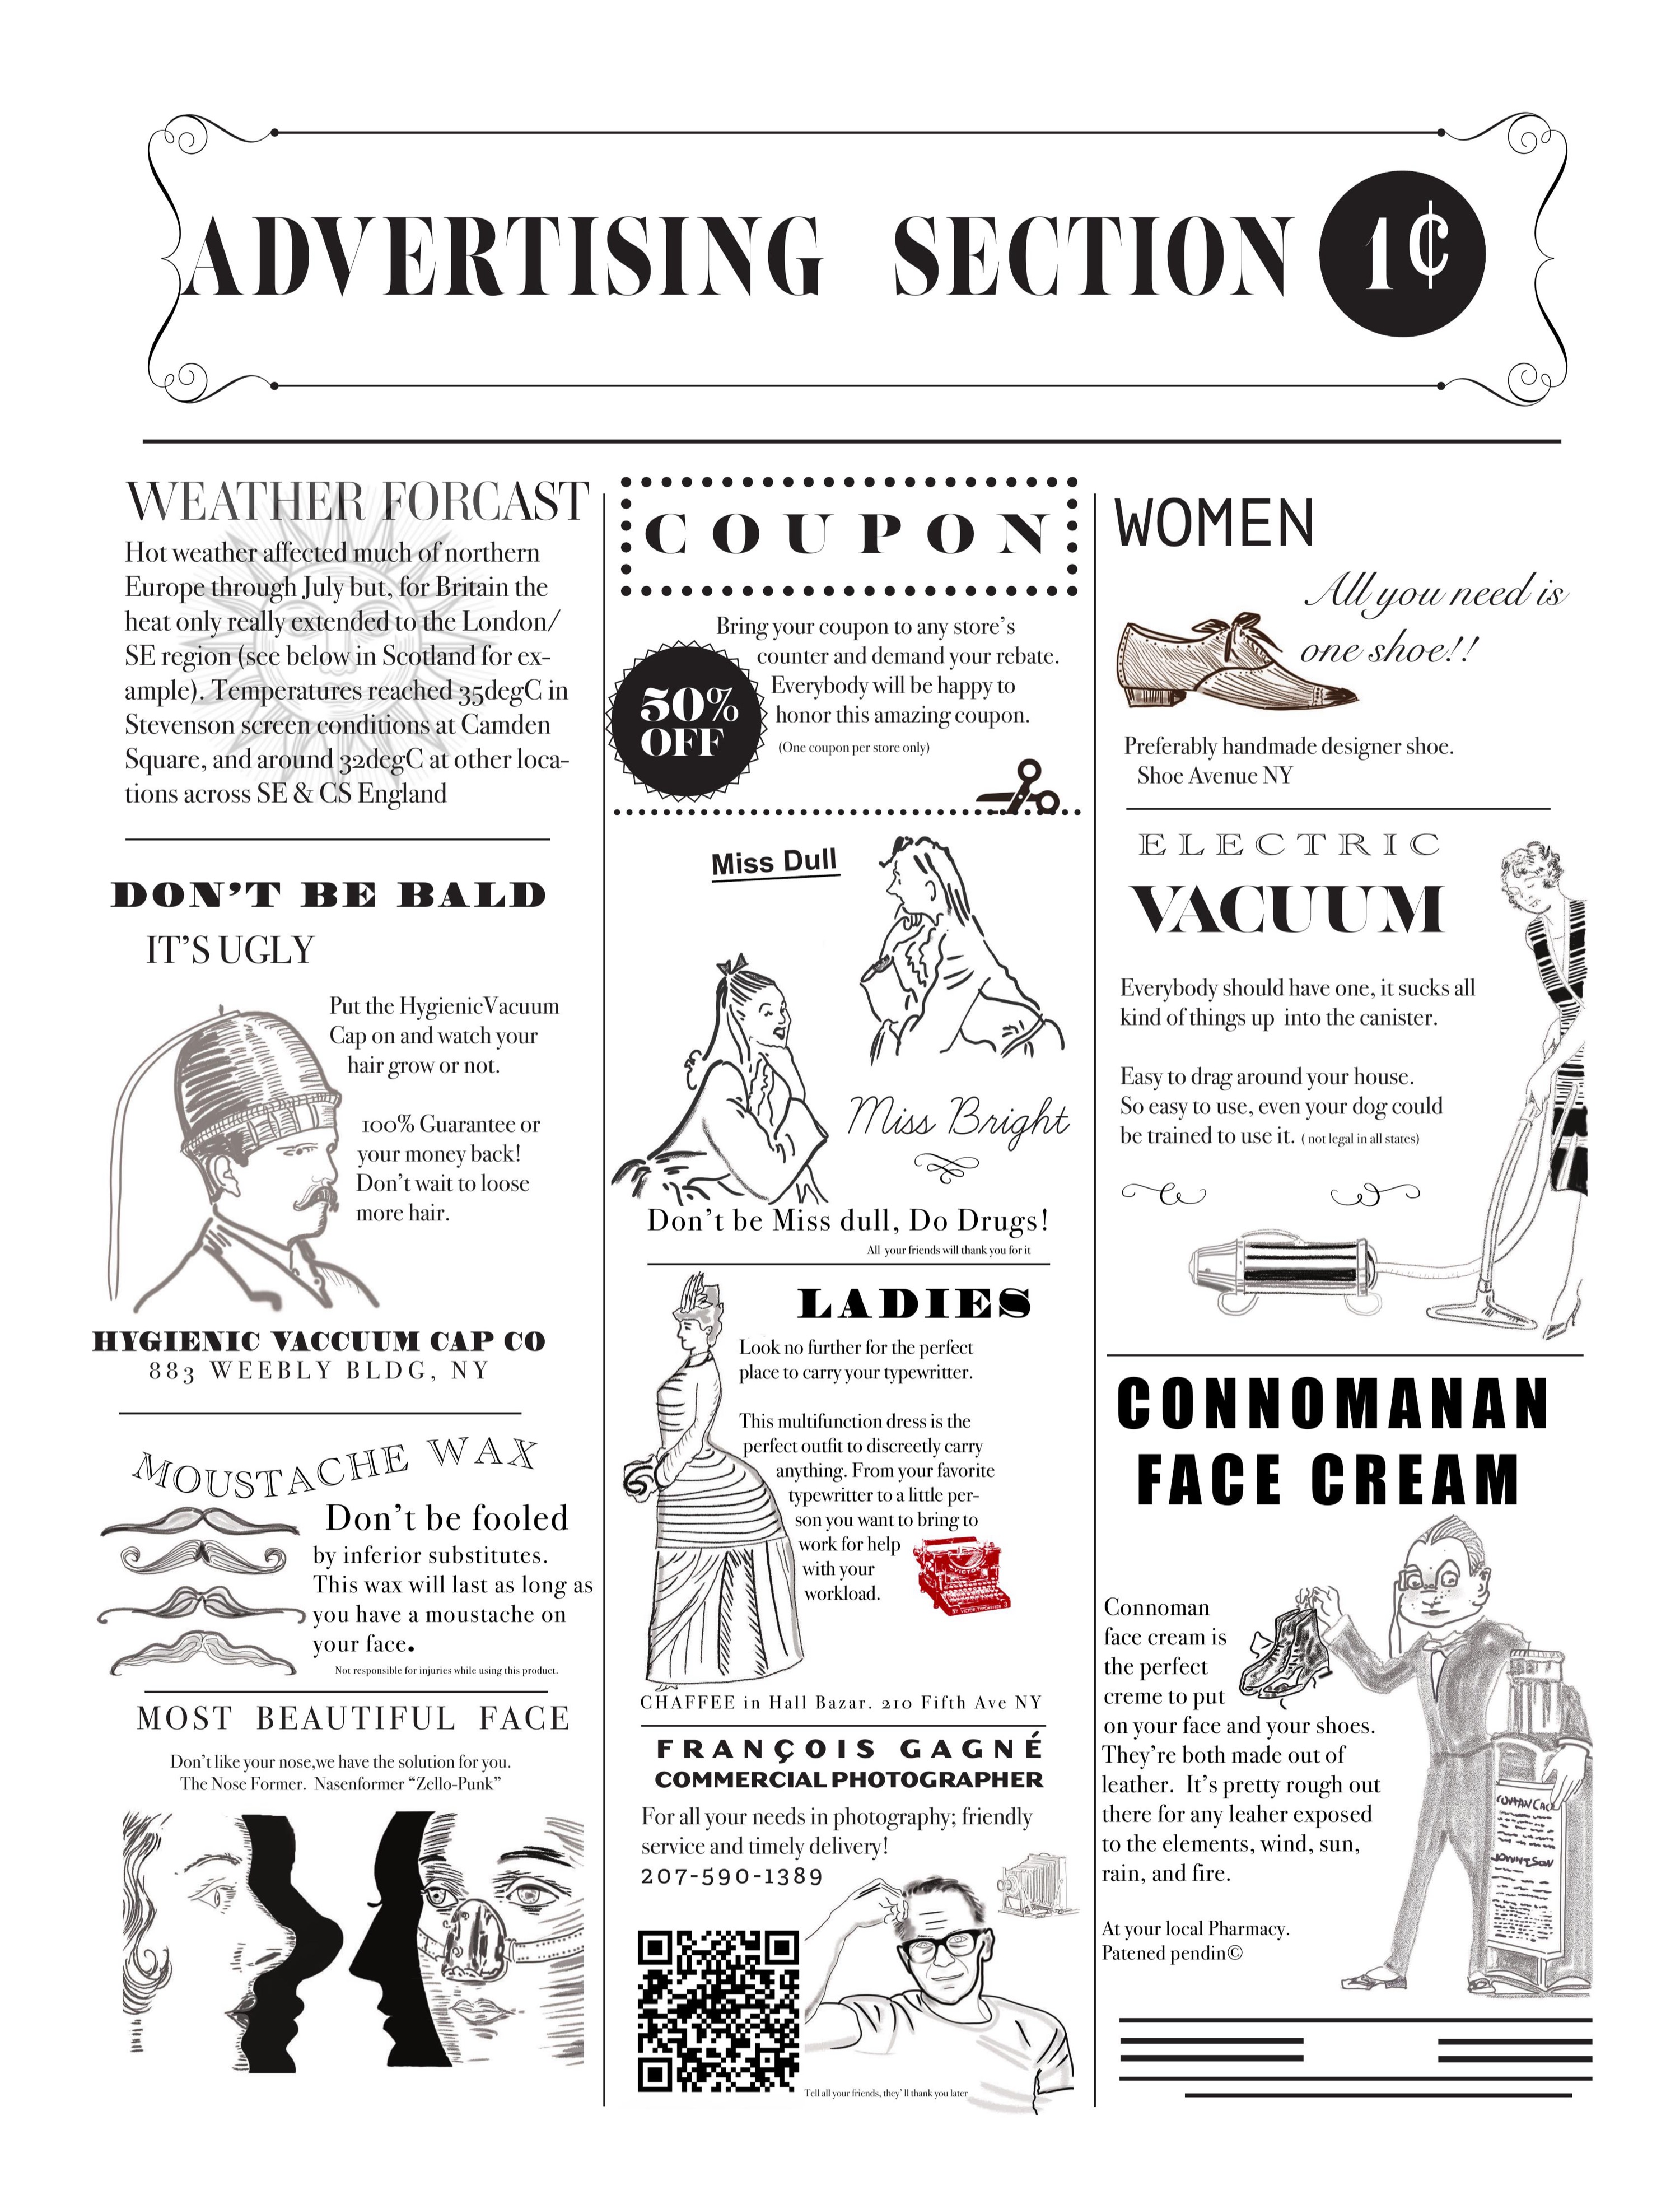 ADVERTISING SECTION 1¢
WEATHER FORCAST
Hot weather affected much of northern
Europe through July but, for Britain the
heat only really extended to the London/
SE region (see below in Scotland for ex-
ample). Temperatures reached 35degC in
Stevenson screen conditions at Camden
Square, and around 32degC at other loca-
tions across SE & CS England
DON'T BE BALD
IT'S UGLY
Put the HygienicVacuum
Cap on and watch your
hair grow or not.
100% Guarantee or
your money back!
Don't wait to loose
more hair.
HYGIENIC VACCUUM CAP CO
883 WEEBLY BLDG, NY
MOUSTACHE WAX
Don't be fooled
by inferior substitutes.
This wax will last as long as
you have a moustache on
your face.
Not responsible for injuries while using this product.
MOST BEAUTIFUL FACE
Don't like your nose,we have the solution for you.
The Nose Former. Nasenformer “Zello-Punk”
COUPON
Bring your coupon to any store's
counter and demand your rebate.
Everybody will be happy to
honor this amazing coupon.
(One coupon per store only)
50%
OFF
Miss Dull
Miss Bright
Don't be Miss dull, Do Drugs!
All your friends will thank you for it
LADIES
Look no further for the perfect
place to carry your typewritter.
This multifunction dress is the
perfect outfit to discreetly carry
anything. From your favorite
typewritter to a little per-
son you want to bring to
work for help
with your
workload.
VICTOR
CHAFFEE in Hall Bazar. 210 Fifth Ave NY
FRANÇOIS GAGNÉ
COMMERCIAL PHOTOGRAPHER
For all your needs in photography; friendly
service and timely delivery!
207-590-1389
Tell all your friends, they' ll thank you later
WOMEN
All you need is
one shoe!!
Preferably handmade designer shoe.
Shoe Avenue NY
ELECTRIC
VACUUM
Everybody should have one, it sucks all
kind of things up into the canister.
Easy to drag around your house.
So easy to use, even your dog could
be trained to use it. ( not legal in all states)
CONNOMANAN
FACE CREAM
Connoman
face cream is
the perfect
creme to put
on your face and your shoes.
They're both made out of
leather. It's pretty rough out
there for any leaher exposed
to the elements, wind, sun,
rain, and fire.
At your local Pharmacy.
Patened pendin©